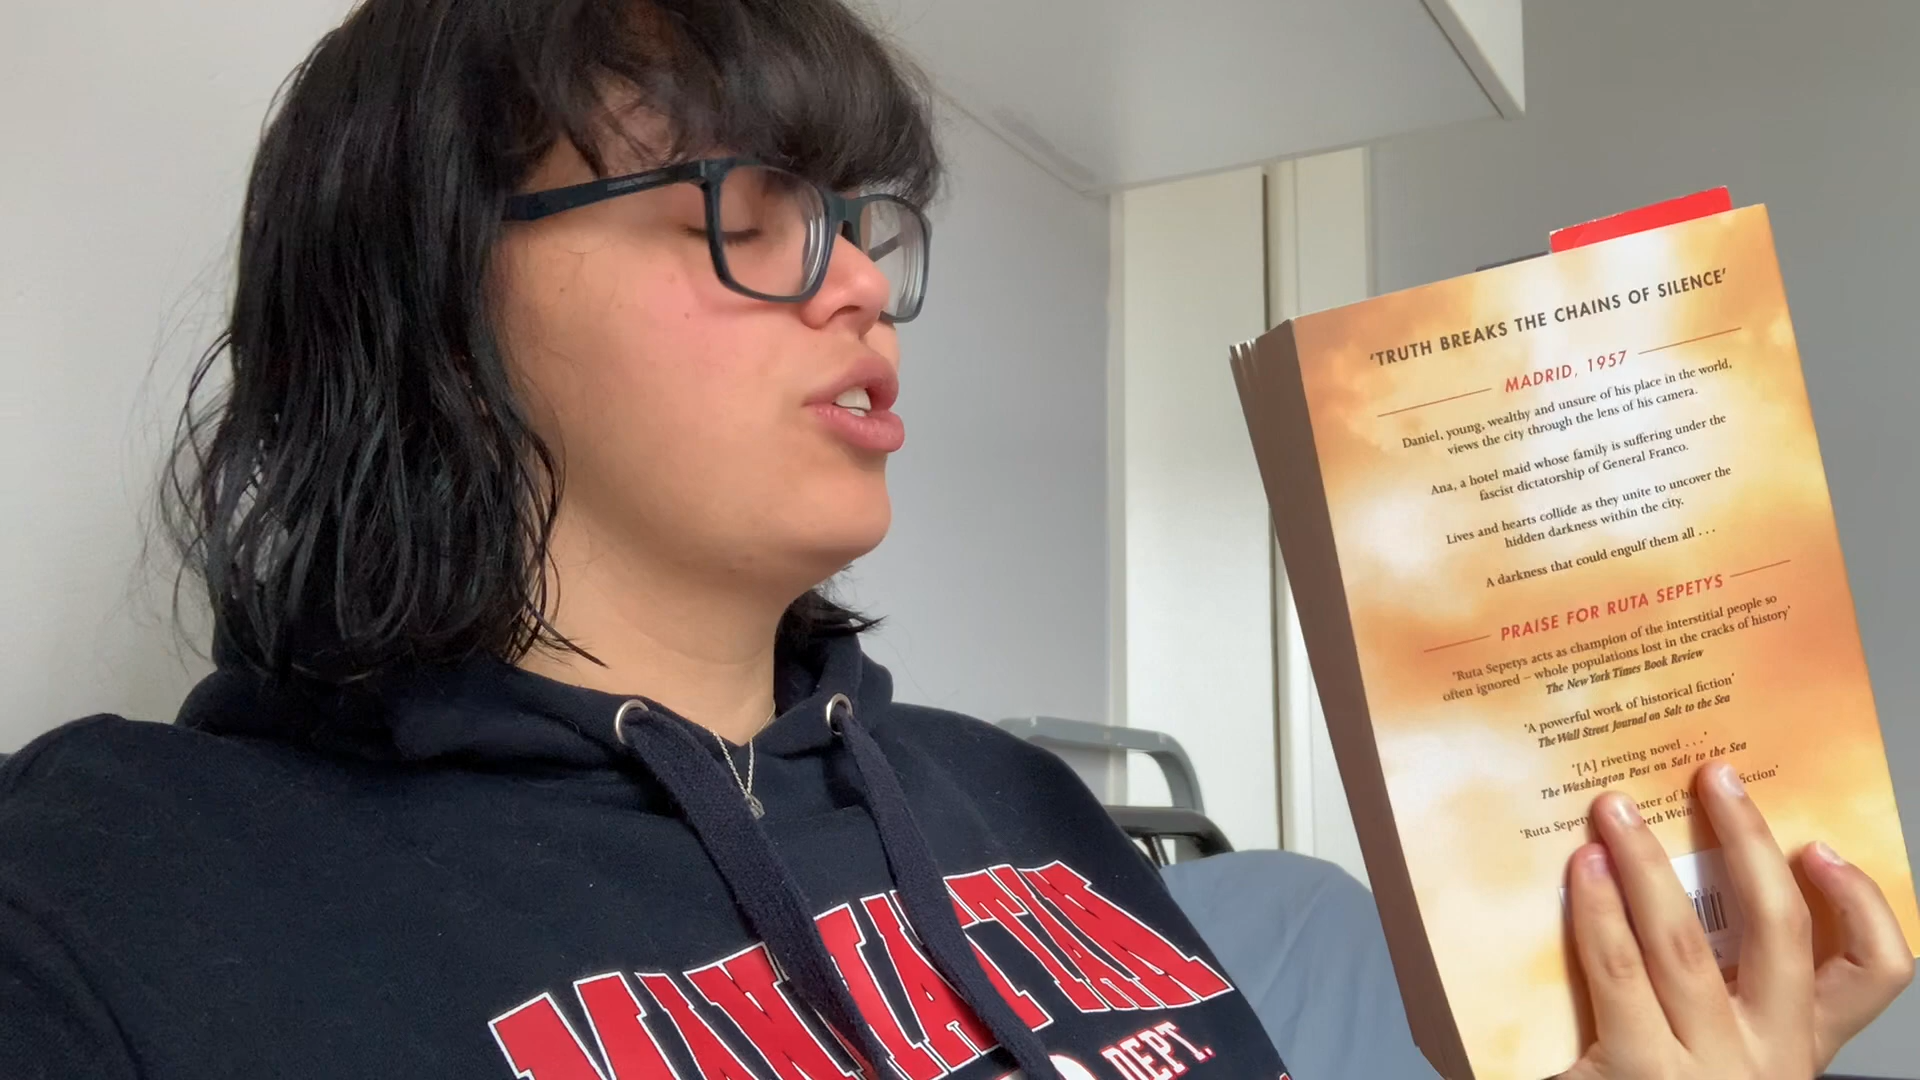 'TRUTH BREAKS THE CHAINS OF SILENCE'
MADRID, 1957
Daniel, young, wealthy and unsure of his place in the world,
views the city through the lens of his camera.
Ana, a hotel maid whose family is suffering under the
fascist dictatorship of General Franco.
Lives and hearts collide as they unite to uncover the
hidden darkness within the city.
A darkness that could engulf them all . . .
PRAISE FOR RUTA SEPETYS
'Ruta Sepetys acts as champion of the interstitial people so
often ignored – whole populations lost in the cracks of history'
The New York Times Book Review
'A powerful work of historical fiction'
The Wall Street Journal on Salt to the Sea
'[A] riveting novel . . .'
The Washington Post on Salt to the Sea
'Ruta fiction'
MANHATTAN
DEPT.